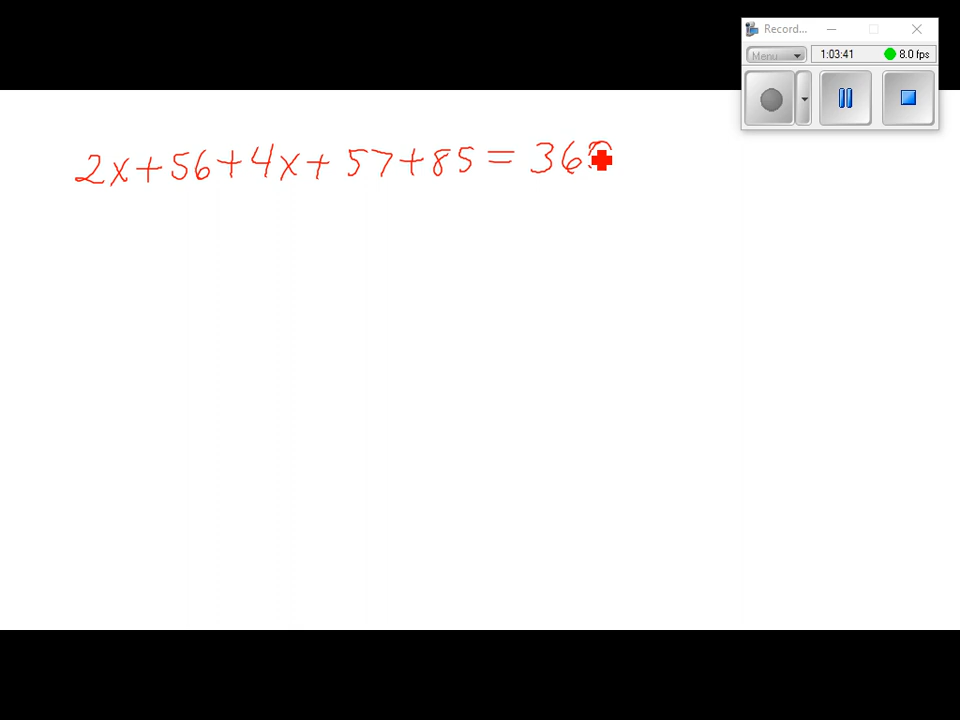 Record...
Menu
1:03:41
8.0 fps
2x+56+4x+57+85=36